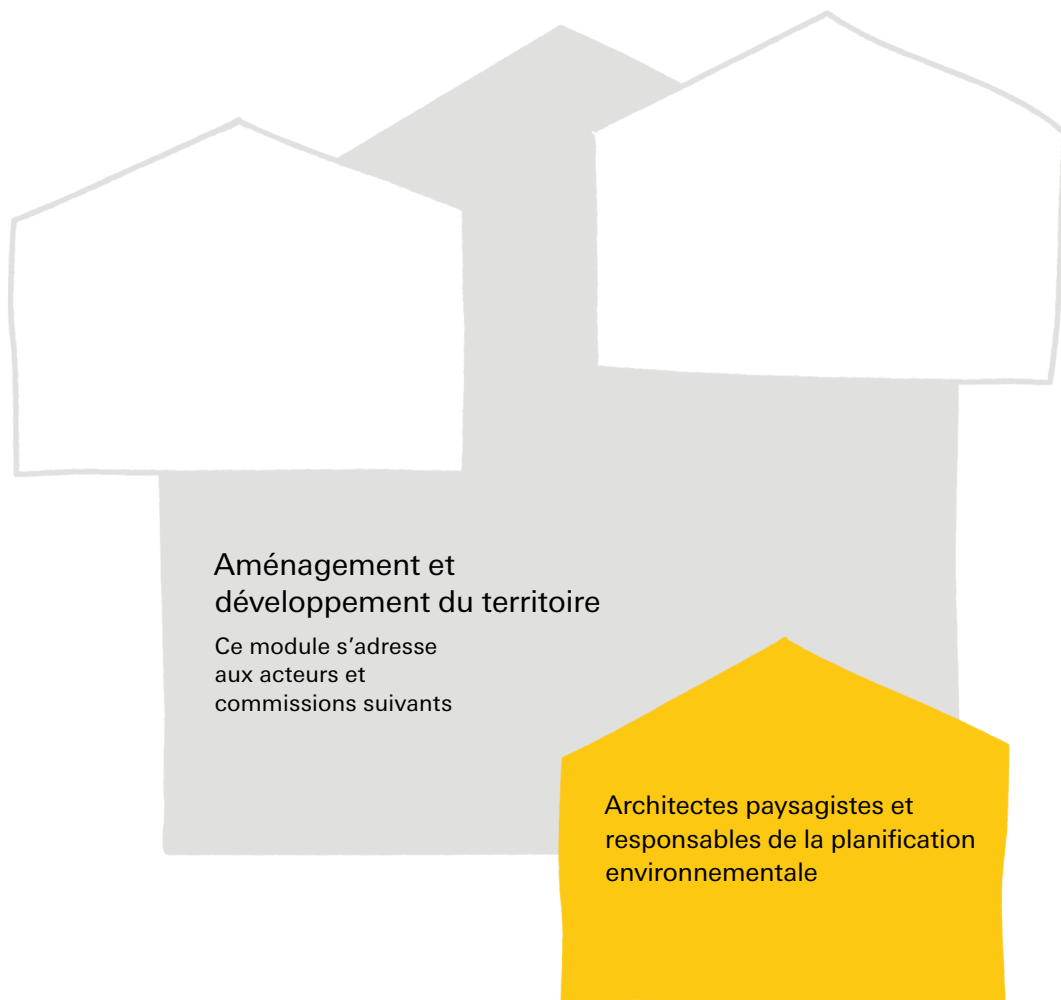 Aménagement et
développement du territoire
Ce module s’adresse
aux acteurs et
commissions suivants
Architectes paysagistes et
responsables de la planification
environnementale